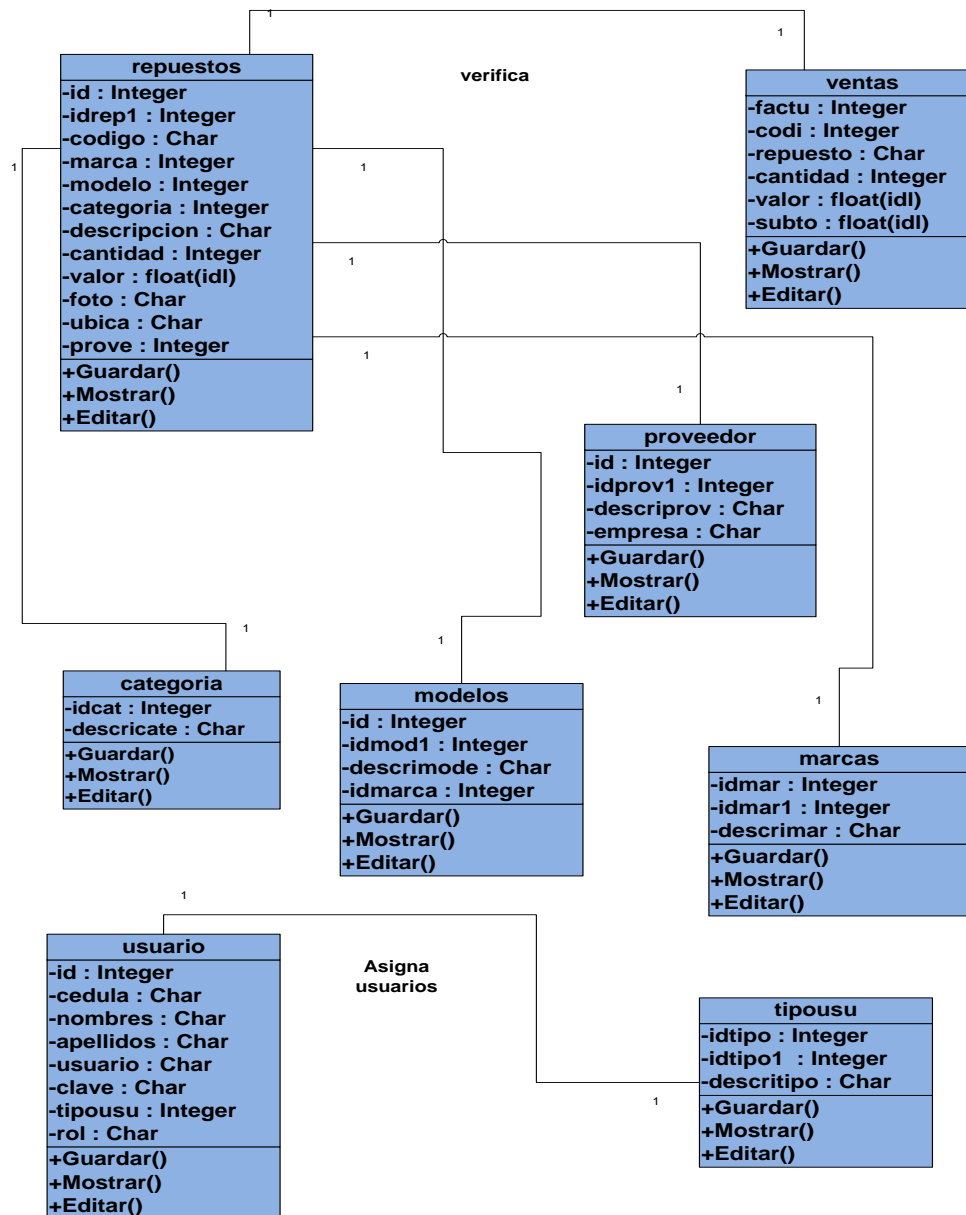 1
1
repuestos
-id : Integer
-idrep1 : Integer
-codigo : Char
-marca : Integer
-modelo : Integer
-categoria : Integer
-descripcion : Char
-cantidad : Integer
-valor : float(idl)
-foto : Char
-ubica : Char
-prove : Integer
+Guardar()
+Mostrar()
+Editar()
verifica
ventas
-factu : Integer
-codi : Integer
-repuesto : Char
-cantidad : Integer
-valor : float(idl)
-subto : float(idl)
+Guardar()
+Mostrar()
+Editar()
1
1
1
1
1
proveedor
-id : Integer
-idprov1 : Integer
-descriprov : Char
-empresa : Char
+Guardar()
+Mostrar()
+Editar()
1
1
1
categoria
-idcat : Integer
-descricate : Char
+Guardar()
+Mostrar()
+Editar()
modelos
-id : Integer
-idmod1 : Integer
-descrimode : Char
-idmarca : Integer
+Guardar()
+Mostrar()
+Editar()
marcas
-idmar : Integer
-idmar1 : Integer
-descrimar : Char
+Guardar()
+Mostrar()
+Editar()
1
usuario
-id : Integer
-cedula : Char
-nombres : Char
-apellidos : Char
-usuario : Char
-clave : Char
-tipousu : Integer
-rol : Char
+Guardar()
+Mostrar()
+Editar()
Asigna
usuarios
1
tipousu
-idtipo : Integer
-idtipo1 : Integer
-descritipo : Char
+Guardar()
+Mostrar()
+Editar()